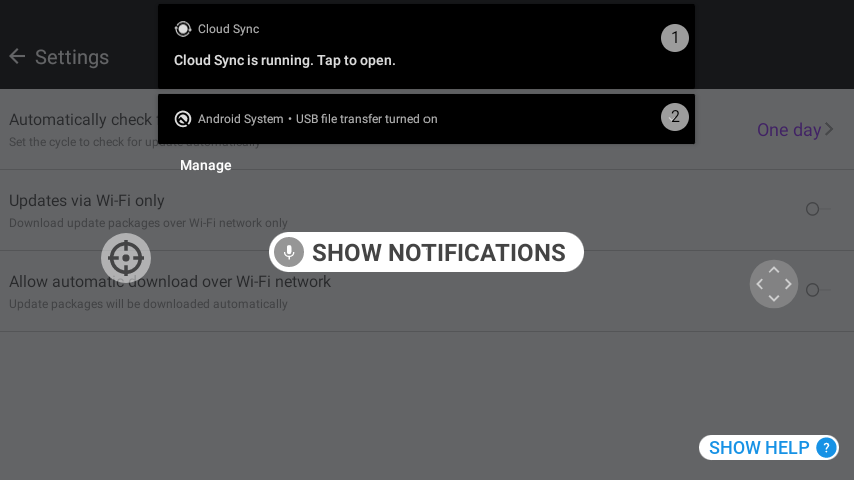 Cloud Sync
1
Cloud Sync is running. Tap to open.
Settings
Android System • USB file transfer turned on
2
Automatically check
One day
Set the cycle to check for update automatically
Manage
Updates via Wi-Fi only
Download update packages over Wi-Fi network only
SHOW NOTIFICATIONS
Allow automatic download over Wi-Fi network
Update packages will be downloaded automatically
SHOW HELP ?